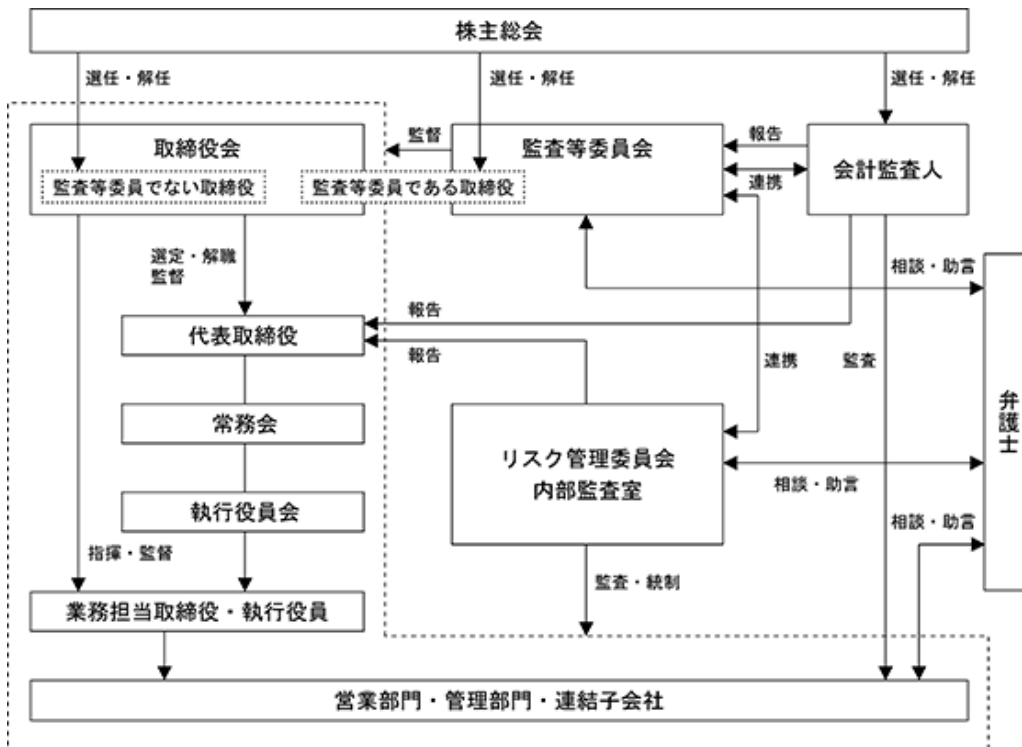 株主総会
選任・解任
選任・解任
選任・解任
取締役会
監督
監査等委員会
報告
会計監査人
監査等委員でない取締役
監査等委員である取締役
連携
選定・解職
監督
相談・助言
報告
代表取締役
報告
連携
監査
弁護士
常務会
リスク管理委員会
内部監査室
相談・助言
執行役員会
相談・助言
指揮・監督
監査・統制
業務担当取締役・執行役員
営業部門・管理部門・連結子会社